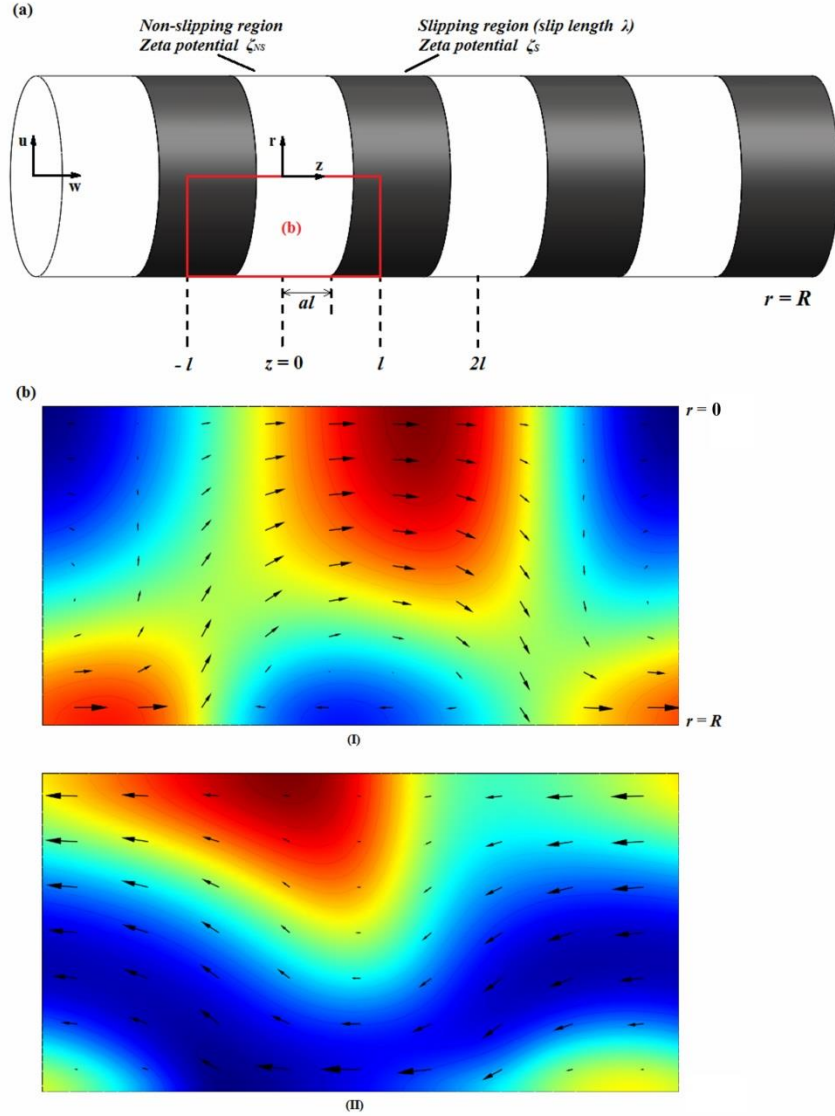 (a)
Non-slipping region
Zeta potential ζNS
Slipping region (slip length λ)
Zeta potential ζS
u
w
r
z
(b)
al
r = R
- l
z = 0
l
2l
(b)
r = 0
r = R
(I)
(II)